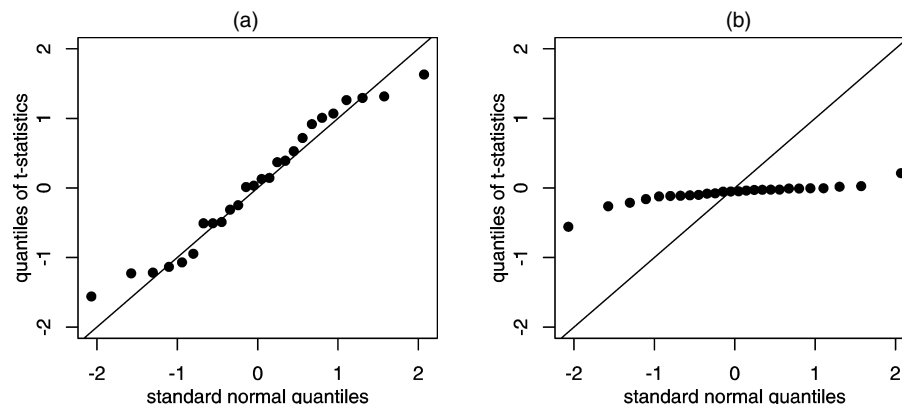 (a)
quantiles of t-statistics
2
1
0
-1
-2
-2 -1 0 1 2
standard normal quantiles
(b)
quantiles of t-statistics
2
1
0
-1
-2
-2 -1 0 1 2
standard normal quantiles